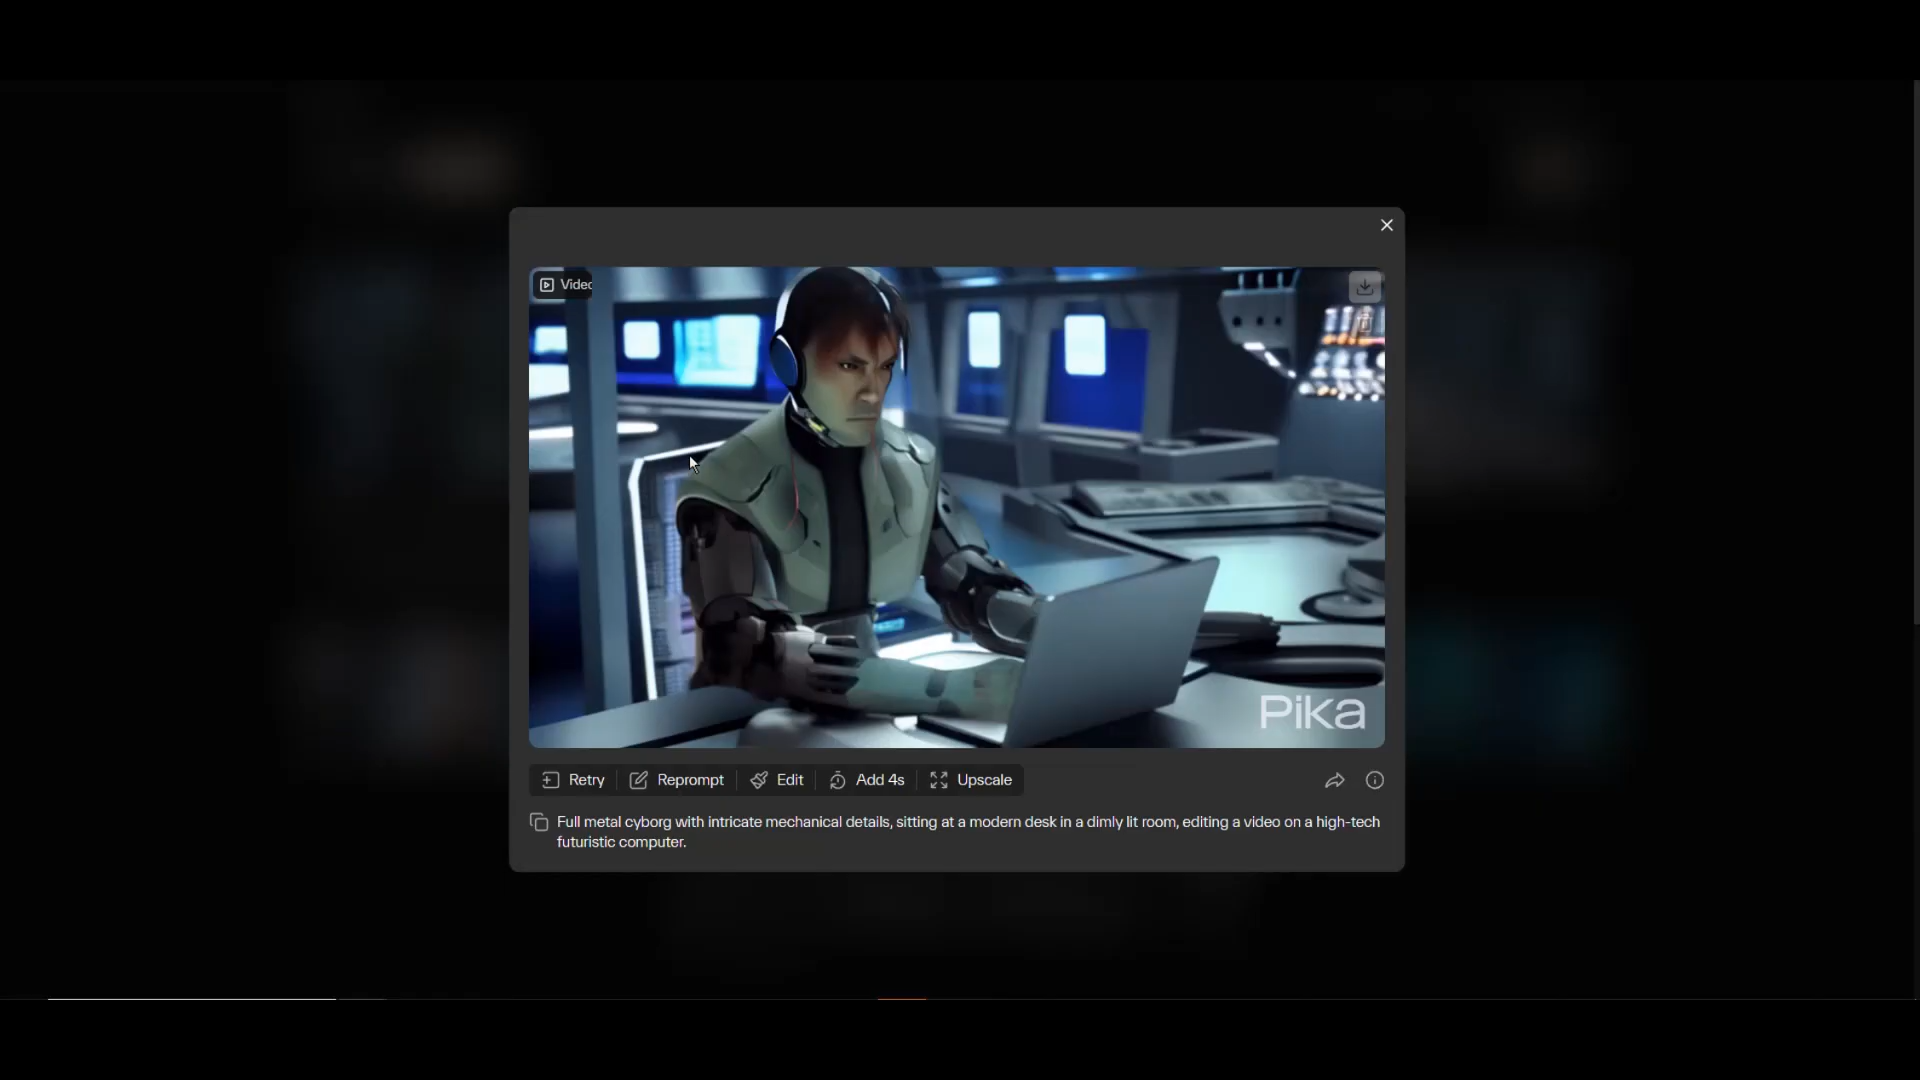 Video
Pika
Retry
Reprompt
Edit
Add 4s
Upscale
Full metal cyborg with intricate mechanical details, sitting at a modern desk in a dimly lit room, editing a video on a high-tech
futuristic computer.